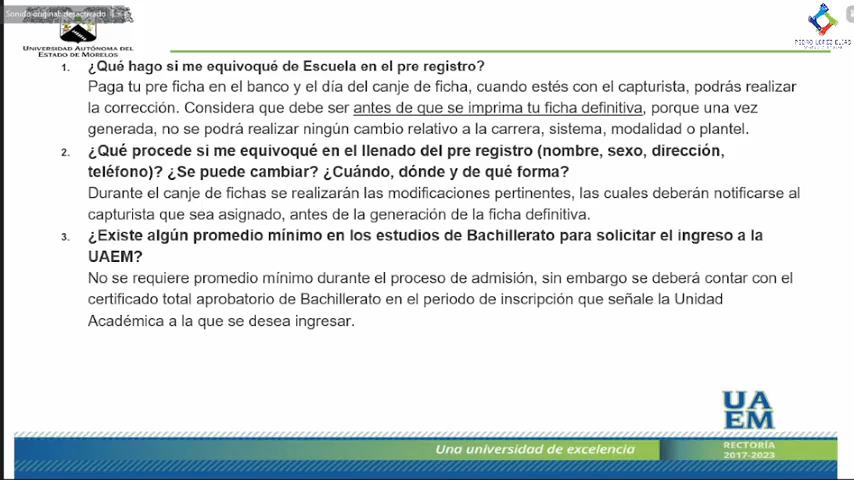 Sonido original: desactivado
UNIVERSIDAD AUTÓNOMA DEL
ESTADO DE MORELOS
PEDRO LOPEZ ELIAS
1. ¿Qué hago si me equivoqué de Escuela en el pre registro?
Paga tu pre ficha en el banco y el día del canje de ficha, cuando estés con el capturista, podrás realizar
la corrección. Considera que debe ser antes de que se imprima tu ficha definitiva, porque una vez
generada, no se podrá realizar ningún cambio relativo a la carrera, sistema, modalidad o plantel.
2. ¿Qué procede si me equivoqué en el llenado del pre registro (nombre, sexo, dirección,
teléfono)? ¿Se puede cambiar? ¿Cuándo, dónde y de qué forma?
Durante el canje de fichas se realizarán las modificaciones pertinentes, las cuales deberán notificarse al
capturista que sea asignado, antes de la generación de la ficha definitiva.
3. ¿Existe algún promedio mínimo en los estudios de Bachillerato para solicitar el ingreso a la
UAEM?
No se requiere promedio mínimo durante el proceso de admisión, sin embargo se deberá contar con el
certificado total aprobatorio de Bachillerato en el periodo de inscripción que señale la Unidad
Académica a la que se desea ingresar.
UA
EM
Una universidad de excelencia
RECTORÍA
2017-2023